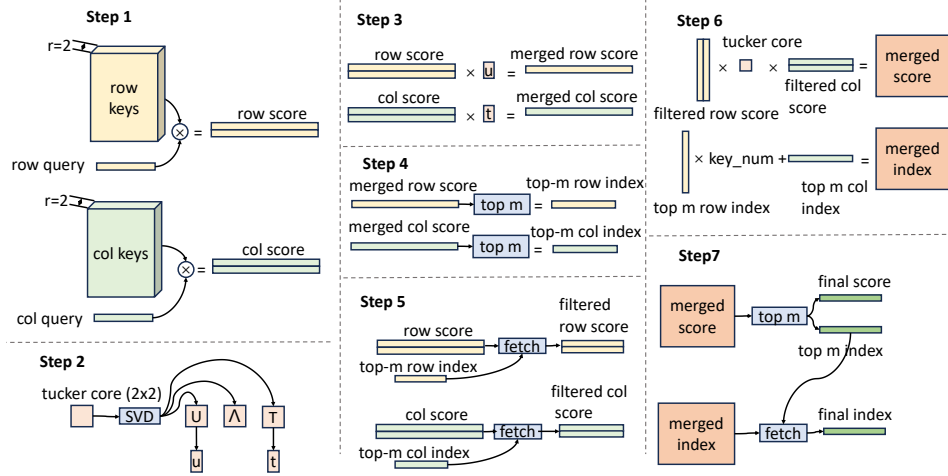 Step 1
r=2
row
keys
row score
=
×
row query
r=2
col keys
col score
=
×
col query
Step 2
tucker core (2x2)
SVD
U
Λ
T
u
t
Step 3
row score
merged row score
× u =
col score
merged col score
× t =
Step 4
merged row score
top-m row index
top m =
merged col score
top-m col index
top m =
Step 5
filtered
row score
row score
fetch
top-m row index
filtered col
score
col score
fetch
top-m col index
Step 6
tucker core
× × =
merged
score
filtered col
score
filtered row score
× key_num + =
merged
index
top m col
index
top m row index
Step7
final score
merged
score
top m
top m index
final index
merged
index
fetch